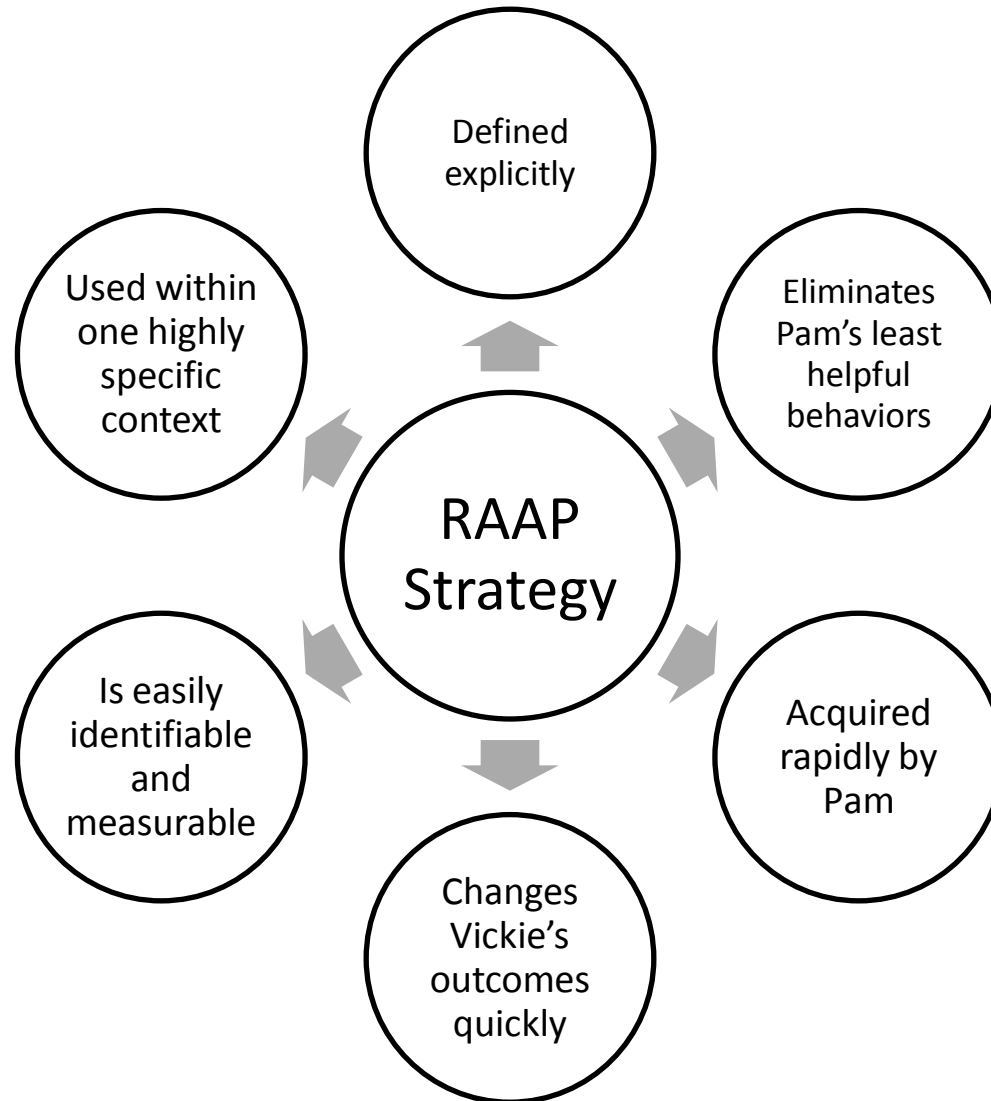 Defined
explicitly
Eliminates
Pam’s least
helpful
behaviors
Acquired
rapidly by
Pam
Changes
Vickie’s
outcomes
quickly
Is easily
identifiable
and
measurable
Used within
one highly
specific
context
RAAP
Strategy